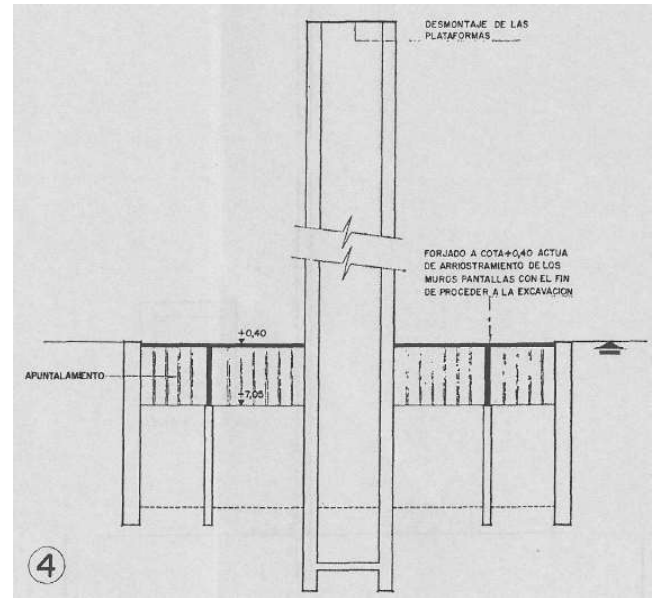 DESMONTAJE DE LAS
PLATAFORMAS
FORJADO A COTA+0,40 ACTUA
DE ARRIOSTRAMIENTO DE LOS
MUROS PANTALLAS CON EL FIN
DE PROCEDER A LA EXCAVACION
+0,40
APUNTALAMIENTO
-7,05
4